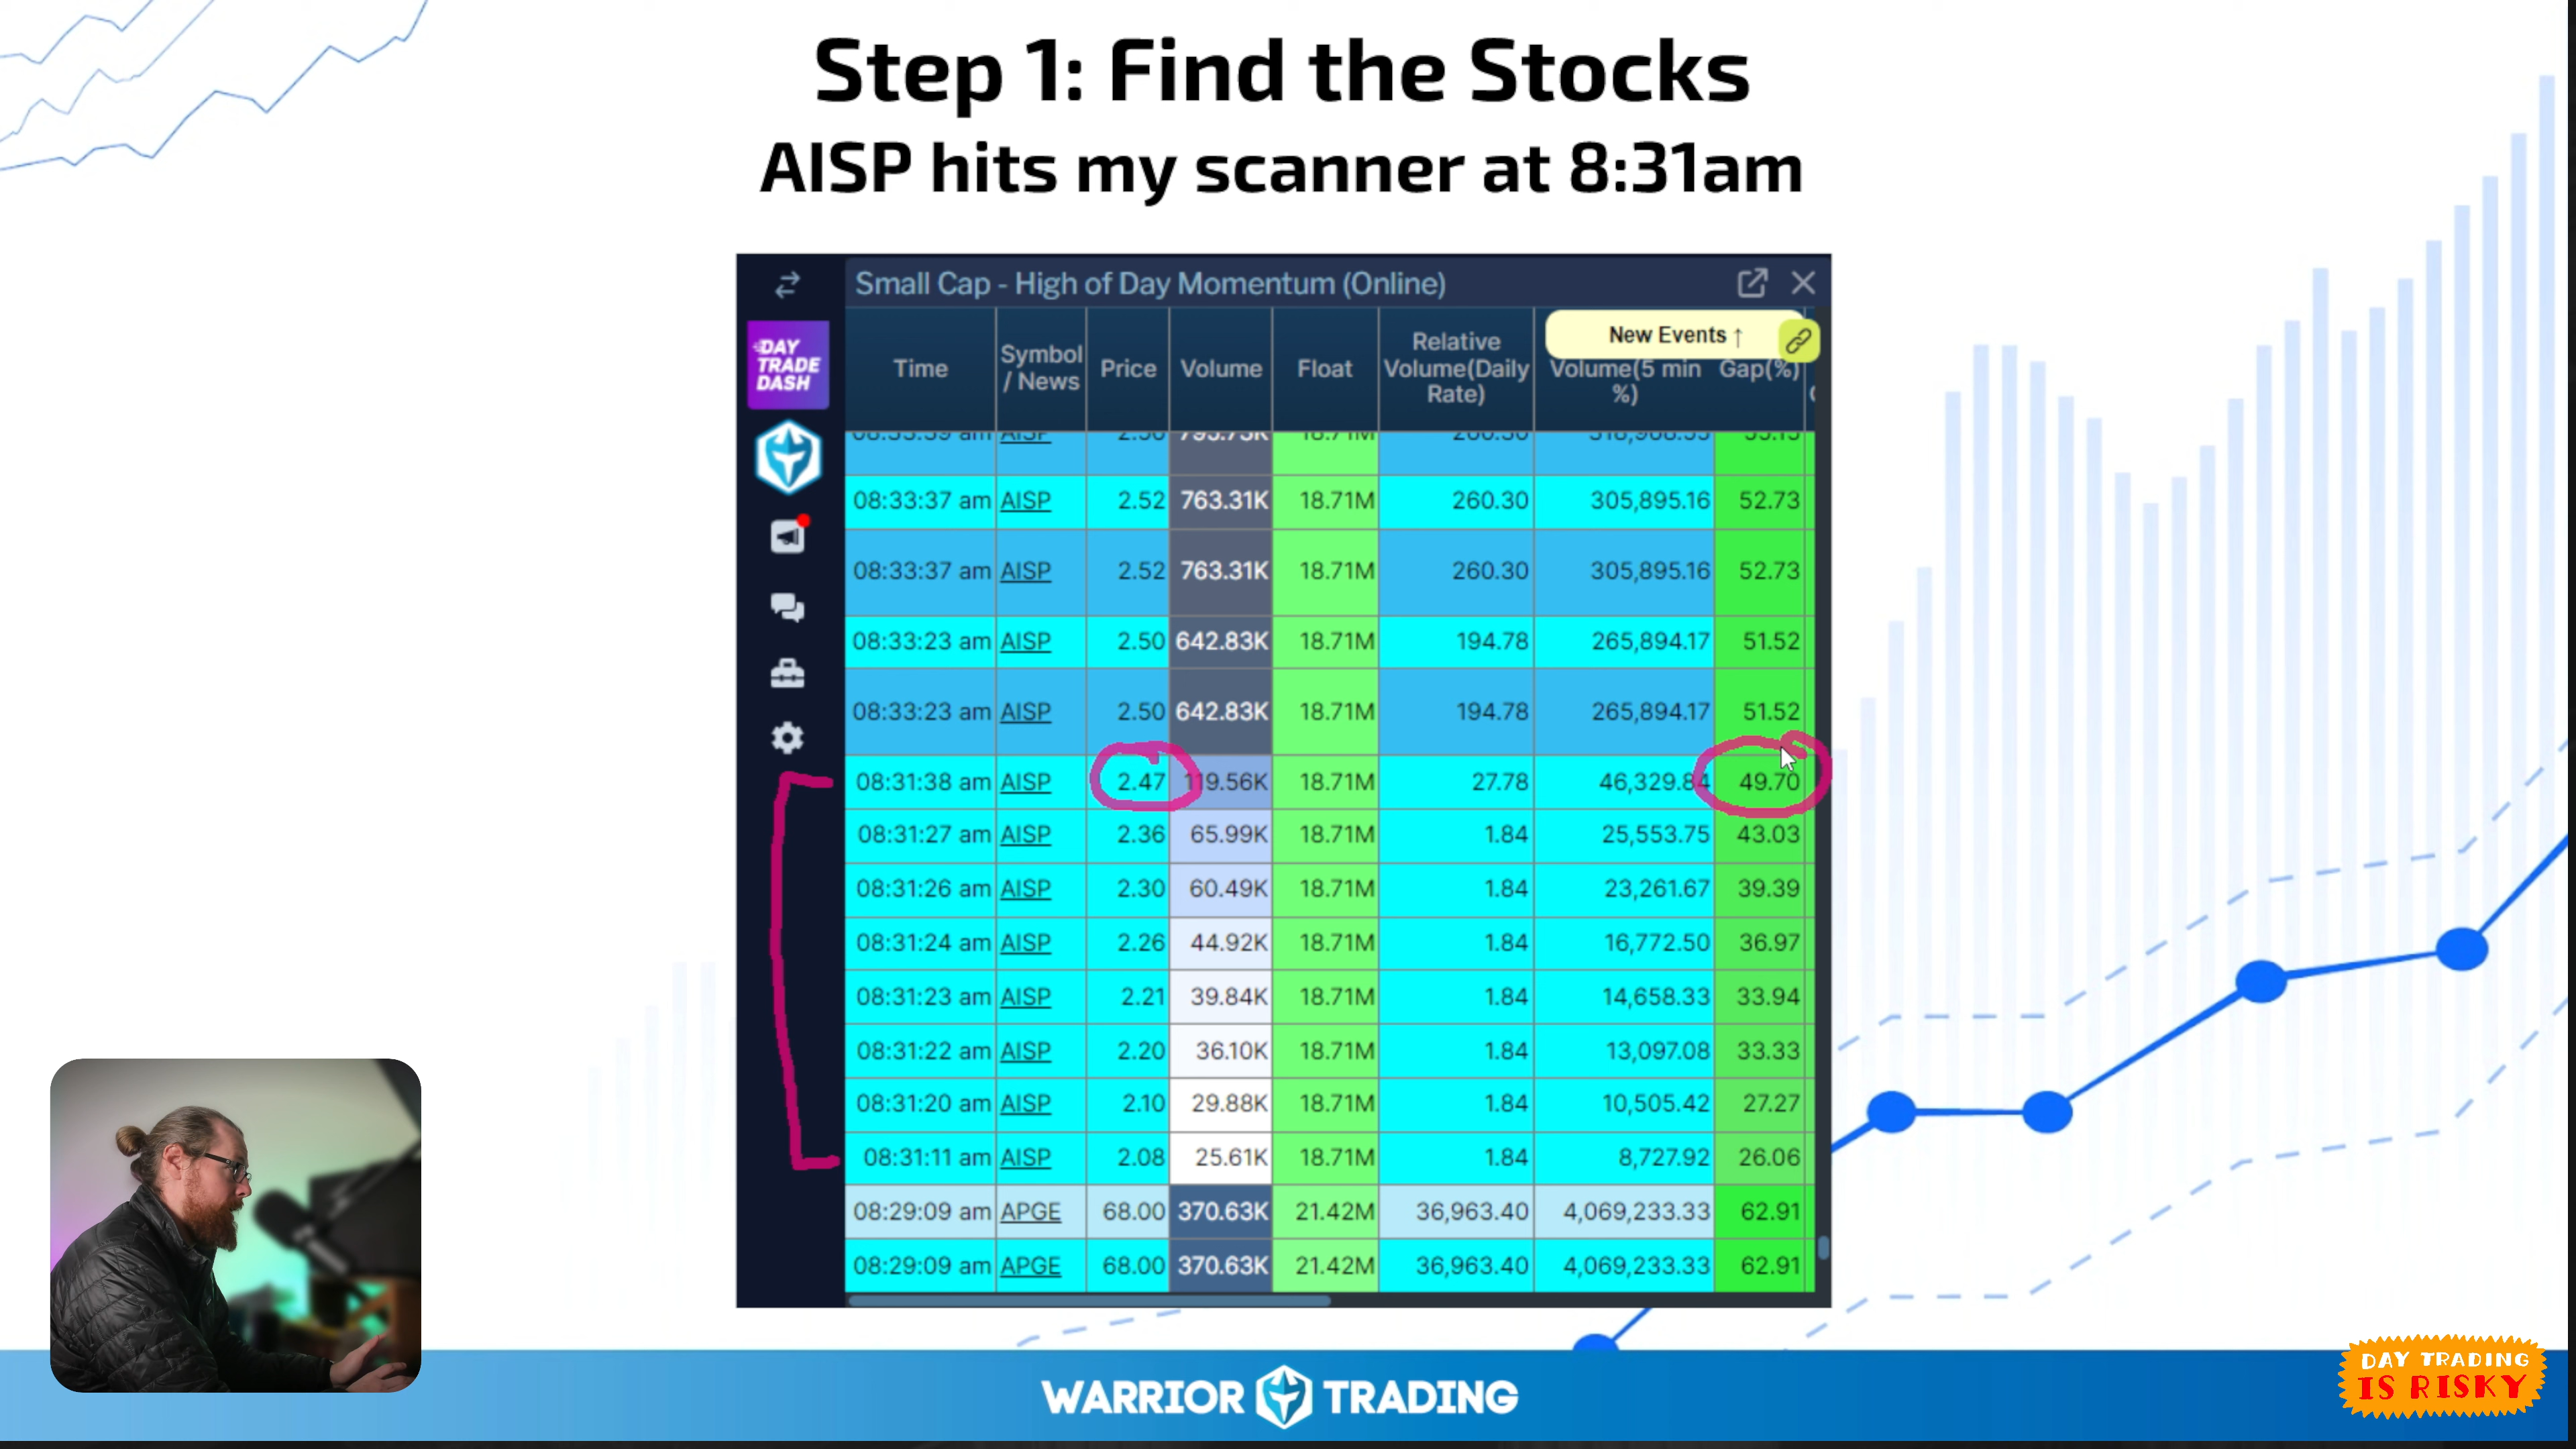 Step 1: Find the Stocks
AISP hits my scanner at 8:31am
Small Cap - High of Day Momentum (Online)
DAY
TRADE
DASH
New Events ↑
Time Symbol / News Price Volume Float Relative Volume(Daily Rate) Volume(5 min %) Gap(%)
08:33:37 am AISP 2.52 763.31K 18.71M 260.30 305,895.16 52.73
08:33:37 am AISP 2.52 763.31K 18.71M 260.30 305,895.16 52.73
08:33:23 am AISP 2.50 642.83K 18.71M 194.78 265,894.17 51.52
08:33:23 am AISP 2.50 642.83K 18.71M 194.78 265,894.17 51.52
08:31:38 am AISP 2.47 119.56K 18.71M 27.78 46,329.84 49.70
08:31:27 am AISP 2.36 65.99K 18.71M 1.84 25,553.75 43.03
08:31:26 am AISP 2.30 60.49K 18.71M 1.84 23,261.67 39.39
08:31:24 am AISP 2.26 44.92K 18.71M 1.84 16,772.50 36.97
08:31:23 am AISP 2.21 39.84K 18.71M 1.84 14,658.33 33.94
08:31:22 am AISP 2.20 36.10K 18.71M 1.84 13,097.08 33.33
08:31:20 am AISP 2.10 29.88K 18.71M 1.84 10,505.42 27.27
08:31:11 am AISP 2.08 25.61K 18.71M 1.84 8,727.92 26.06
08:29:09 am APGE 68.00 370.63K 21.42M 36,963.40 4,069,233.33 62.91
08:29:09 am APGE 68.00 370.63K 21.42M 36,963.40 4,069,233.33 62.91
WARRIOR TRADING
DAY TRADING
IS RISKY